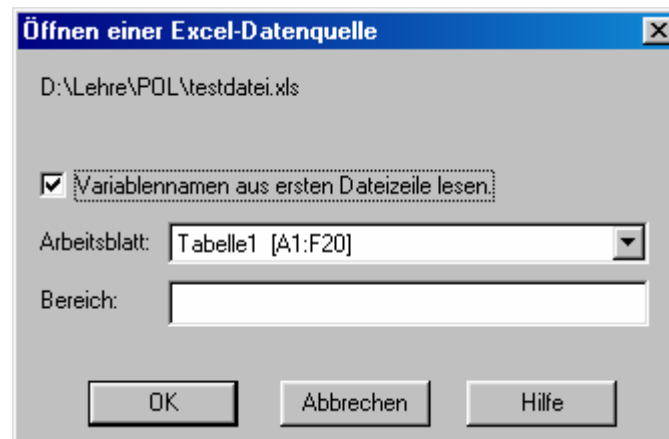 Öffnen einer Excel-Datenquelle
D:\Lehre\POL\testdatei.xls
Variablennamen aus ersten Dateizeile lesen.
Arbeitsblatt: Tabelle1 [A1:F20]
Bereich:
OK Abbrechen Hilfe